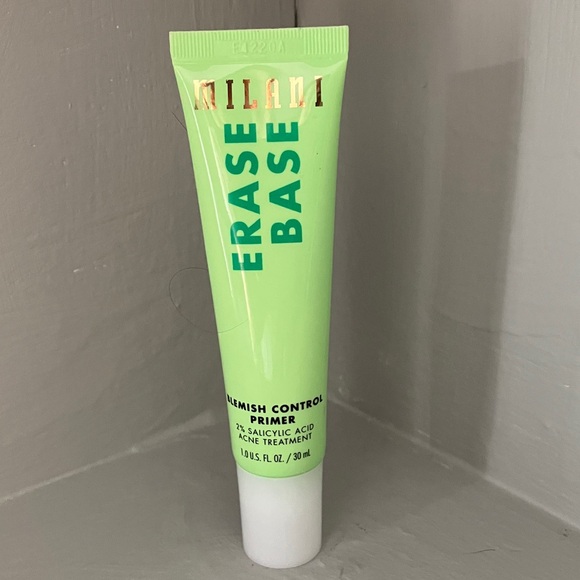 MILANI
ERASE
BASE
BLEMISH CONTROL
PRIMER
2% SALICYLIC ACID
ACNE TREATMENT
1.0 U.S. FL. OZ. / 30 mL